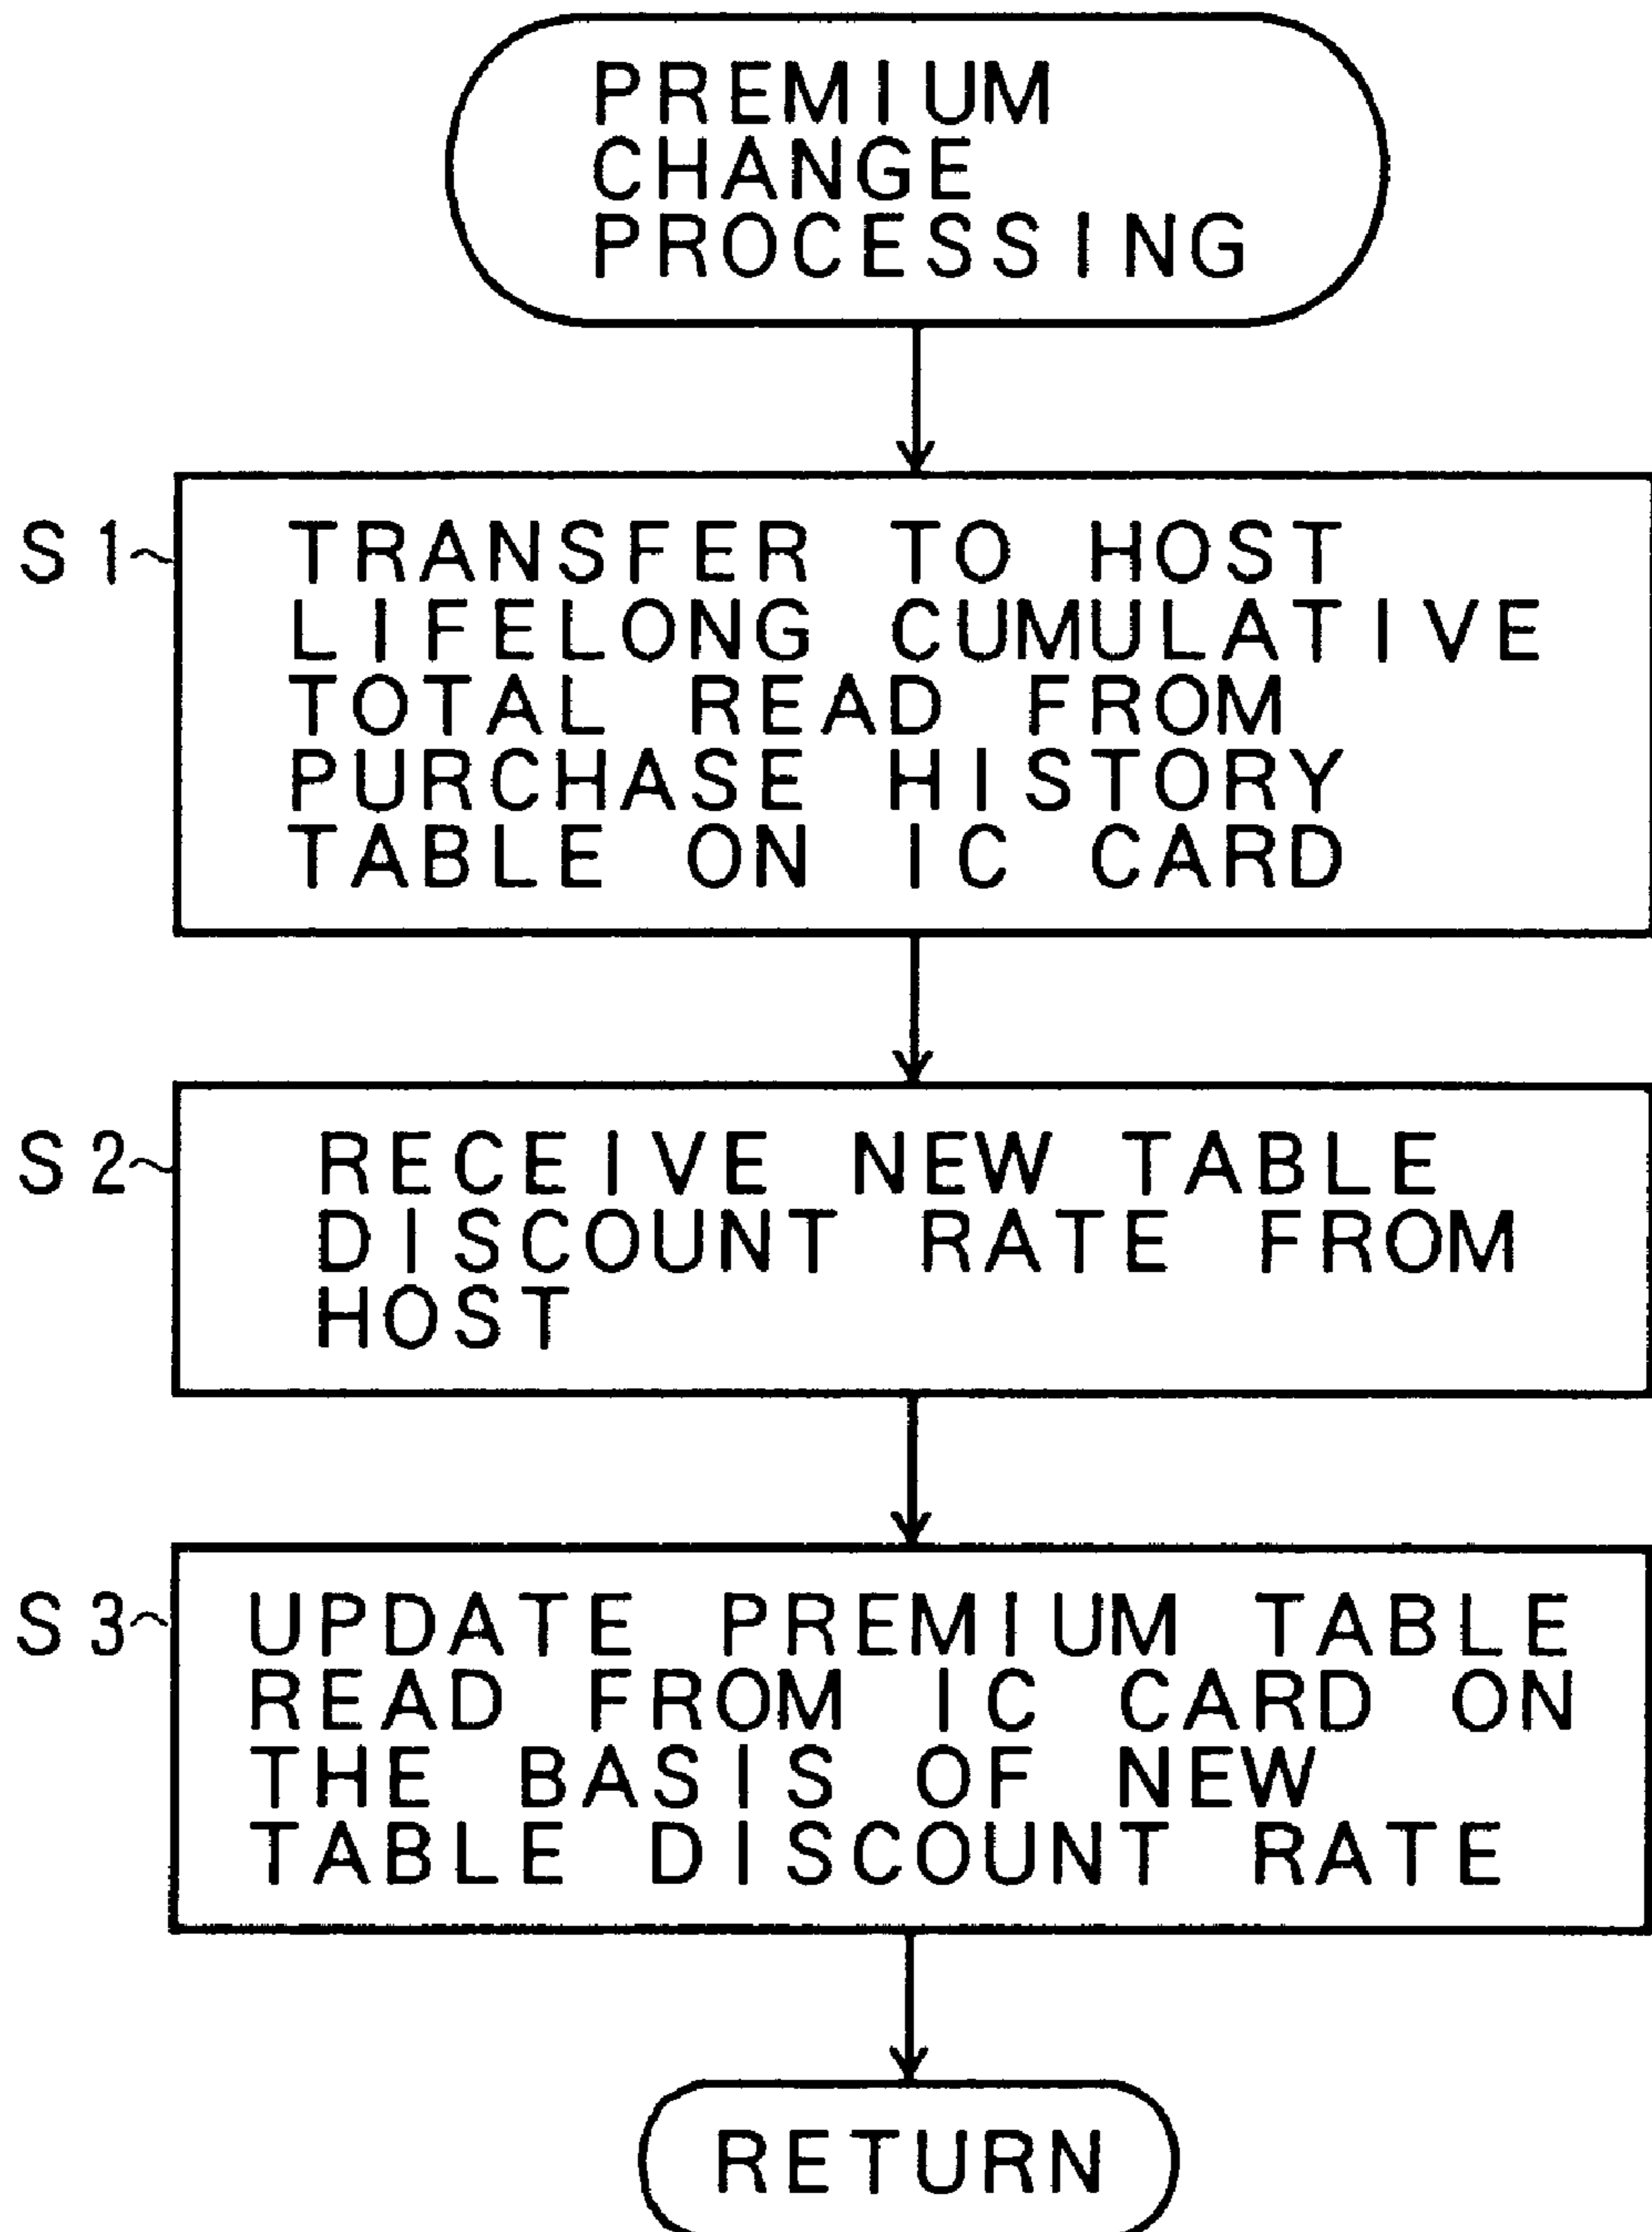 PREMIUM
CHANGE
PROCESSING
S1
TRANSFER TO HOST
LIFELONG CUMULATIVE
TOTAL READ FROM
PURCHASE HISTORY
TABLE ON IC CARD
S2
RECEIVE NEW TABLE
DISCOUNT RATE FROM
HOST
S3
UPDATE PREMIUM TABLE
READ FROM IC CARD ON
THE BASIS OF NEW
TABLE DISCOUNT RATE
RETURN